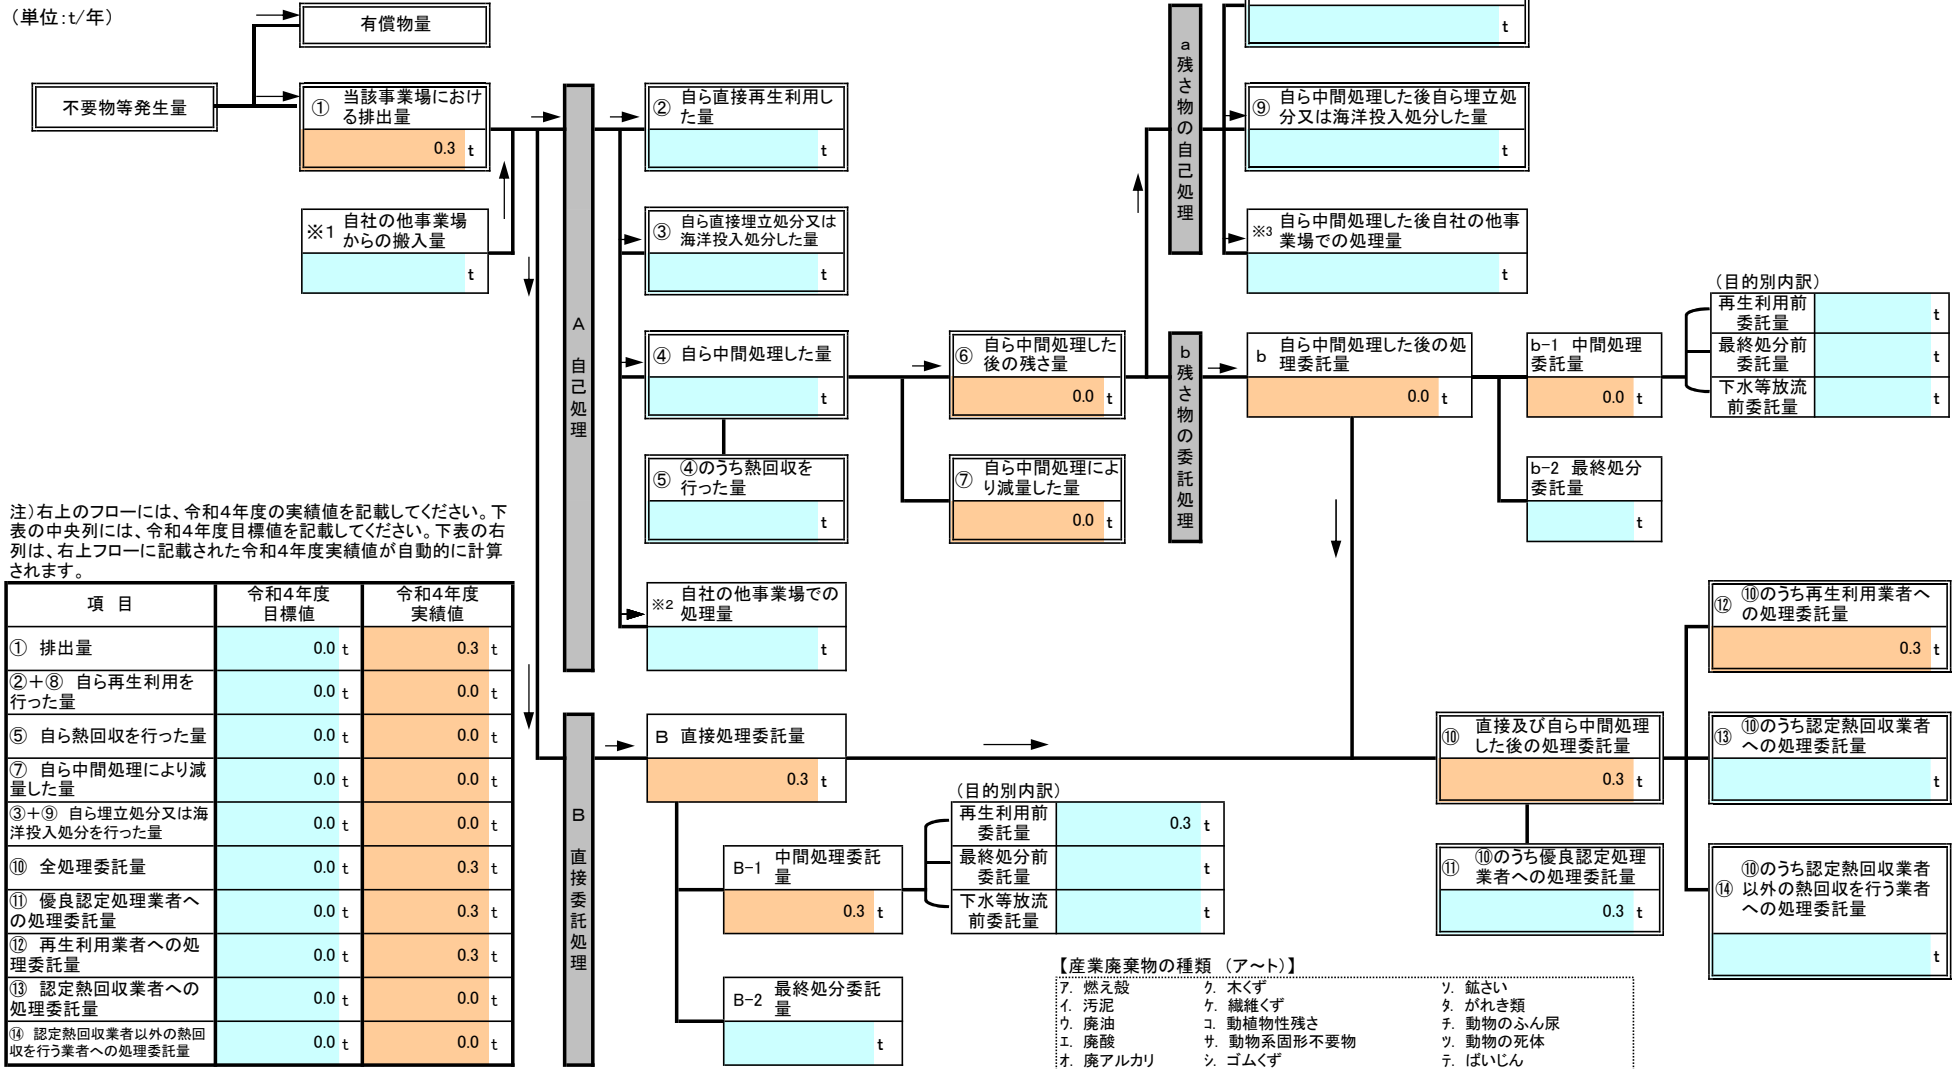 (単位:t/年)
有償物量
不要物等発生量
① 当該事業場におけ
る排出量
0.3 t
※1 自社の他事業場
からの搬入量
t
A 自己処理
② 自ら直接再生利用し
た量
t
③ 自ら直接埋立処分又は
海洋投入処分した量
t
④ 自ら中間処理した量
t
⑤ ④のうち熱回収を
行った量
t
※2 自社の他事業場での
処理量
t
⑥ 自ら中間処理した
後の残さ量
0.0 t
⑦ 自ら中間処理によ
り減量した量
0.0 t
a 残さ物の自己処理
t
⑨ 自ら中間処理した後自ら埋立処
分又は海洋投入処分した量
t
※3 自ら中間処理した後自社の他事
業場での処理量
t
b 残さ物の委託処理
b 自ら中間処理した後の処
理委託量
0.0 t
b-1 中間処理
委託量
0.0 t
b-2 最終処分
委託量
t
(目的別内訳)
再生利用前
委託量
t
最終処分前
委託量
t
下水等放流
前委託量
t
注)右上のフローには、令和4年度の実績値を記載してください。下
表の中央列には、令和4年度目標値を記載してください。下表の右
列は、右上フローに記載された令和4年度実績値が自動的に計算
されます。
項 目 令和4年度
目標値 令和4年度
実績値
① 排出量 0.0 t 0.3 t
②+⑧ 自ら再生利用を
行った量 0.0 t 0.0 t
⑤ 自ら熱回収を行った量 0.0 t 0.0 t
⑦ 自ら中間処理により減
量した量 0.0 t 0.0 t
③+⑨ 自ら埋立処分又は海
洋投入処分を行った量 0.0 t 0.0 t
⑩ 全処理委託量 0.0 t 0.3 t
⑪ 優良認定処理業者へ
の処理委託量 0.0 t 0.3 t
⑫ 再生利用業者への処
理委託量 0.0 t 0.3 t
⑬ 認定熱回収業者への
処理委託量 0.0 t 0.0 t
⑭ 認定熱回収業者以外の熱回
収を行う業者への処理委託量 0.0 t 0.0 t
B 直接委託処理
B 直接処理委託量
0.3 t
B-1 中間処理委託
量
0.3 t
B-2 最終処分委託
量
t
(目的別内訳)
再生利用前
委託量
0.3 t
最終処分前
委託量
t
下水等放流
前委託量
t
⑩ 直接及び自ら中間処理
した後の処理委託量
0.3 t
⑪ ⑩のうち優良認定処理
業者への処理委託量
0.3 t
⑫ ⑩のうち再生利用業者へ
の処理委託量
0.3 t
⑬ ⑩のうち認定熱回収業者
への処理委託量
t
⑭ ⑩のうち認定熱回収業者
以外の熱回収を行う業者
への処理委託量
t
【産業廃棄物の種類 (ア~ト)】
ア. 燃え殻 ク. 木くず ソ. 鉱さい
イ. 汚泥 ケ. 繊維くず タ. がれき類
ウ. 廃油 コ. 動植物性残さ チ. 動物のふん尿
エ. 廃酸 サ. 動物系固形不要物 ツ. 動物の死体
オ. 廃アルカリ シ. ゴムくず テ. ばいじん